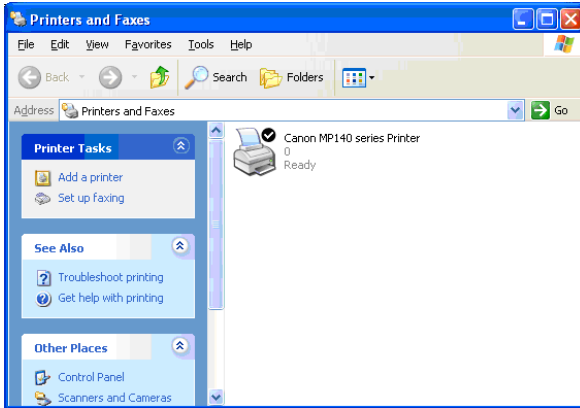 Printers and Faxes
File Edit View Favorites Tools Help
Back Search Folders
Address Printers and Faxes Go
Printer Tasks
Add a printer
Set up faxing
See Also
Troubleshoot printing
Get help with printing
Other Places
Control Panel
Scanners and Cameras
Canon MP140 series Printer
0
Ready